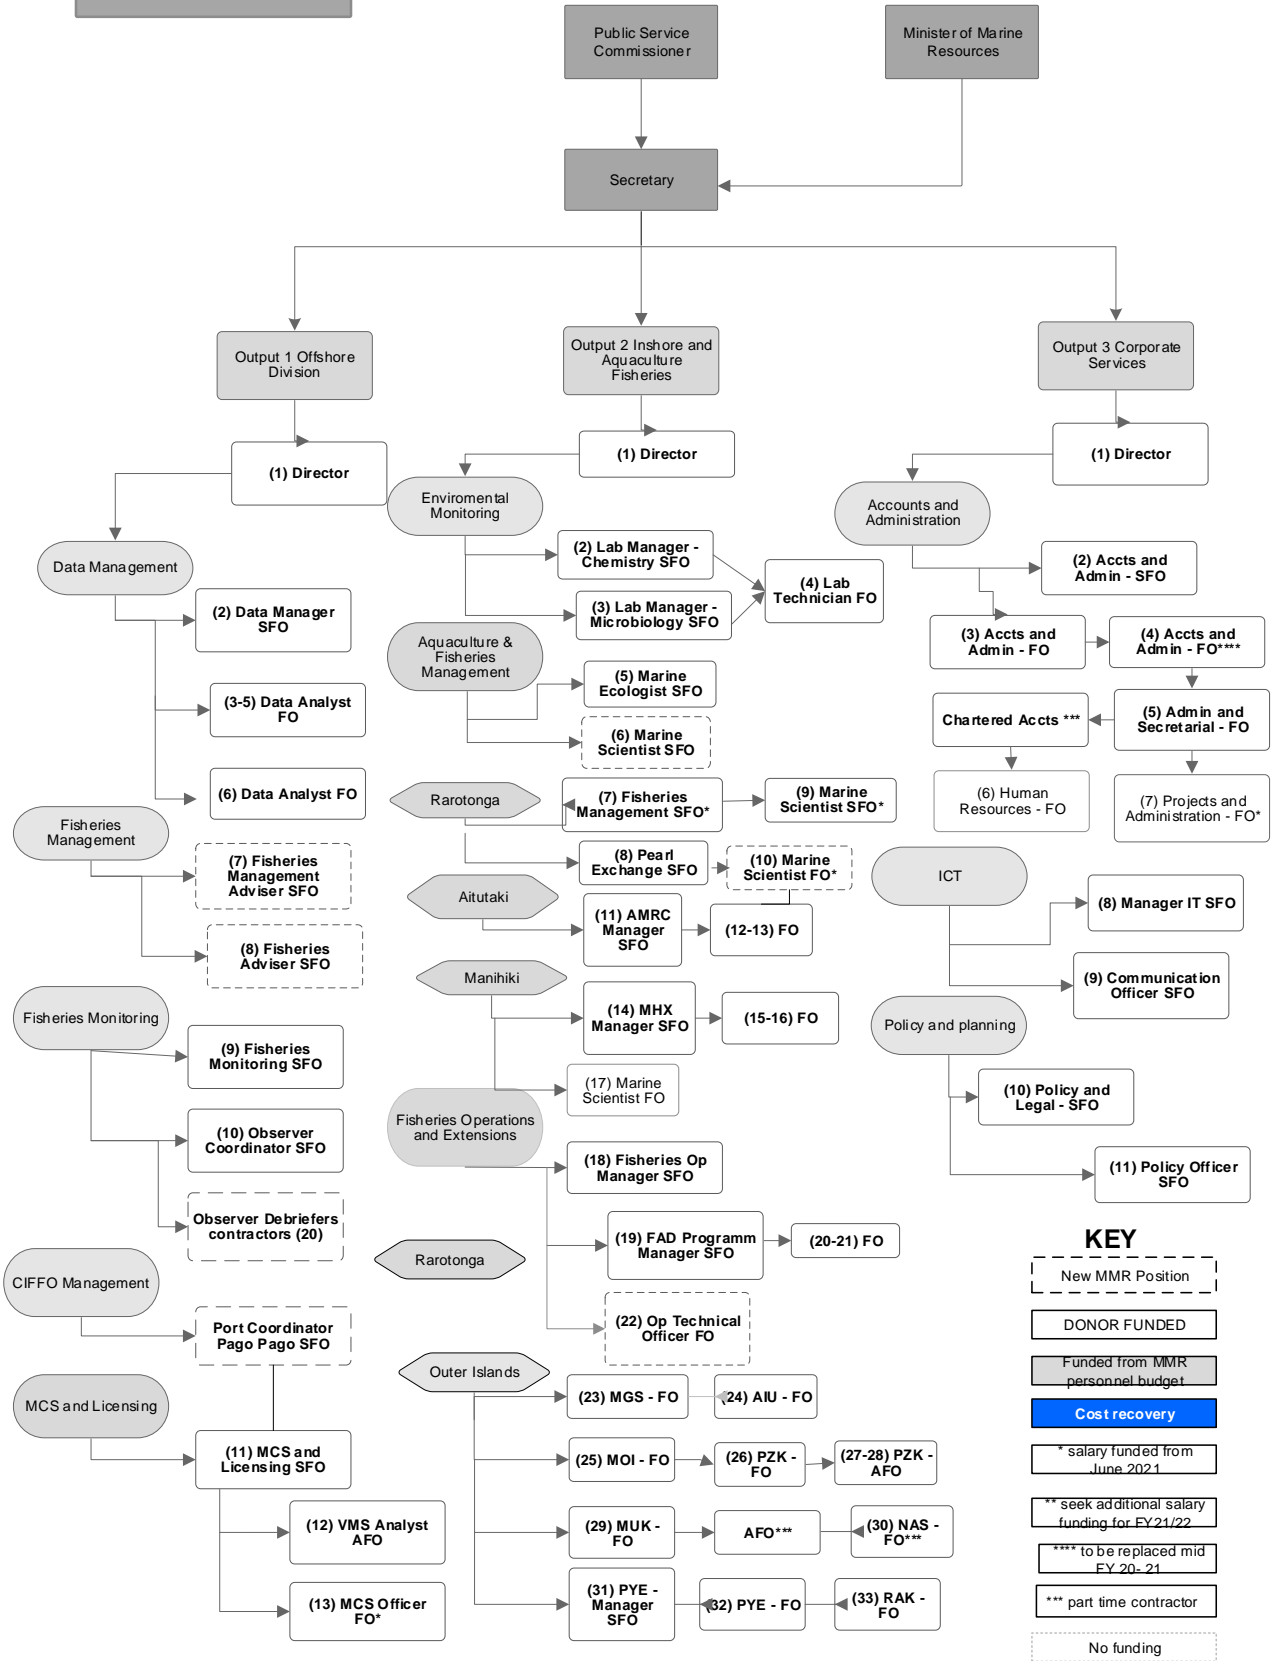 Public Service
Commissioner
Minister of Marine
Resources
Secretary
Output 1 Offshore
Division
Output 2 Inshore and
Aquaculture
Fisheries
Output 3 Corporate
Services
(1) Director
(1) Director
(1) Director
Data Management
(2) Data Manager
SFO
(3-5) Data Analyst
FO
(6) Data Analyst FO
Fisheries
Management
(7) Fisheries
Management
Adviser SFO
(8) Fisheries
Adviser SFO
Fisheries Monitoring
(9) Fisheries
Monitoring SFO
(10) Observer
Coordinator SFO
Observer Debriefers
contractors (20)
CIFFO Management
Port Coordinator
Pago Pago SFO
MCS and Licensing
(11) MCS and
Licensing SFO
(12) VMS Analyst
AFO
(13) MCS Officer
FO*
Enviromental
Monitoring
(2) Lab Manager -
Chemistry SFO
(3) Lab Manager -
Microbiology SFO
(4) Lab
Technician FO
Aquaculture &
Fisheries
Management
(5) Marine
Ecologist SFO
(6) Marine
Scientist SFO
Rarotonga
(7) Fisheries
Management SFO*
(9) Marine
Scientist SFO*
(8) Pearl
Exchange SFO
(10) Marine
Scientist FO*
Aitutaki
(11) AMRC
Manager
SFO
(12-13) FO
Manihiki
(14) MHX
Manager SFO
(15-16) FO
(17) Marine
Scientist FO
Fisheries Operations
and Extensions
(18) Fisheries Op
Manager SFO
(19) FAD Programm
Manager SFO
(20-21) FO
Rarotonga
(22) Op Technical
Officer FO
Outer Islands
(23) MGS - FO
(24) AIU - FO
(25) MOI - FO
(26) PZK -
FO
(27-28) PZK -
AFO
(29) MUK -
FO
AFO***
(30) NAS -
FO***
(31) PYE -
Manager
SFO
(32) PYE - FO
(33) RAK -
FO
Accounts and
Administration
(2) Accts and
Admin - SFO
(3) Accts and
Admin - FO
(4) Accts and
Admin - FO****
Chartered Accts ***
(5) Admin and
Secretarial - FO
(6) Human
Resources - FO
(7) Projects and
Administration - FO*
ICT
(8) Manager IT SFO
(9) Communication
Officer SFO
Policy and planning
(10) Policy and
Legal - SFO
(11) Policy Officer
SFO
KEY
New MMR Position
DONOR FUNDED
Funded from MMR
personnel budget
Cost recovery
* salary funded from
June 2021
** seek additional salary
funding for FY21/22
**** to be replaced mid
FY 20- 21
*** part time contractor
No funding